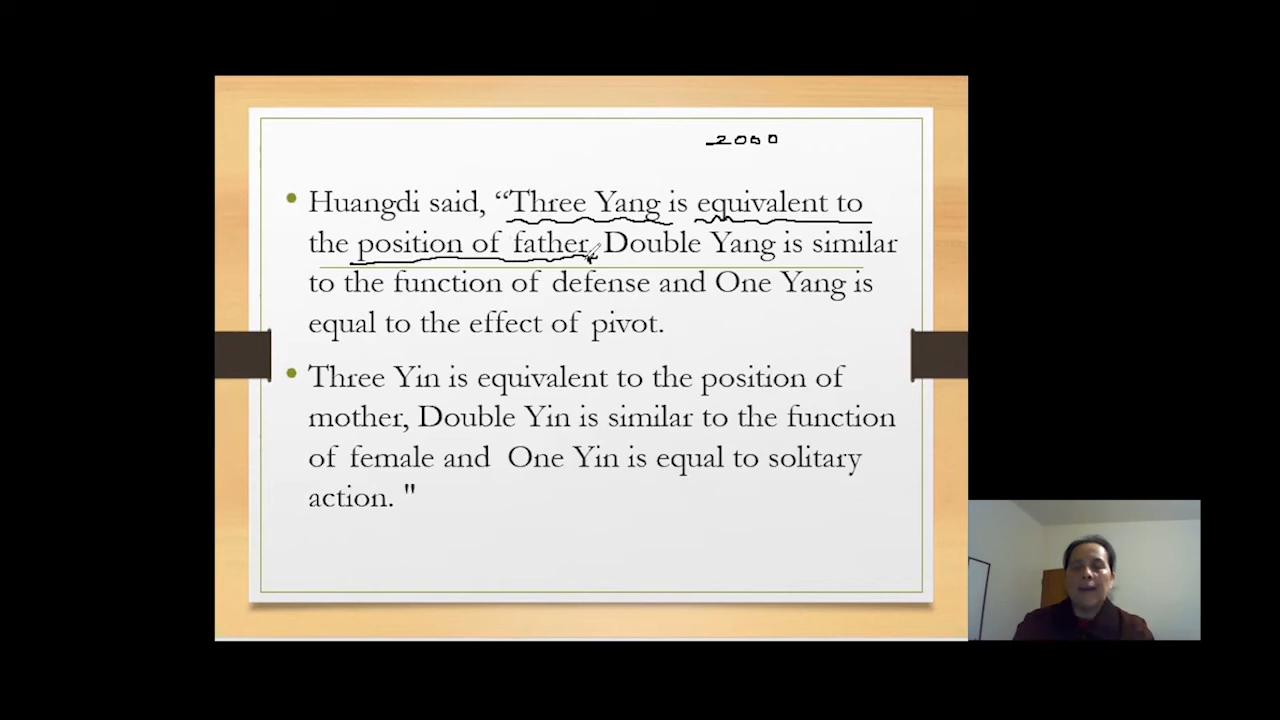 2000
• Huangdi said, “Three Yang is equivalent to
the position of father, Double Yang is similar
to the function of defense and One Yang is
equal to the effect of pivot.
• Three Yin is equivalent to the position of
mother, Double Yin is similar to the function
of female and One Yin is equal to solitary
action. "